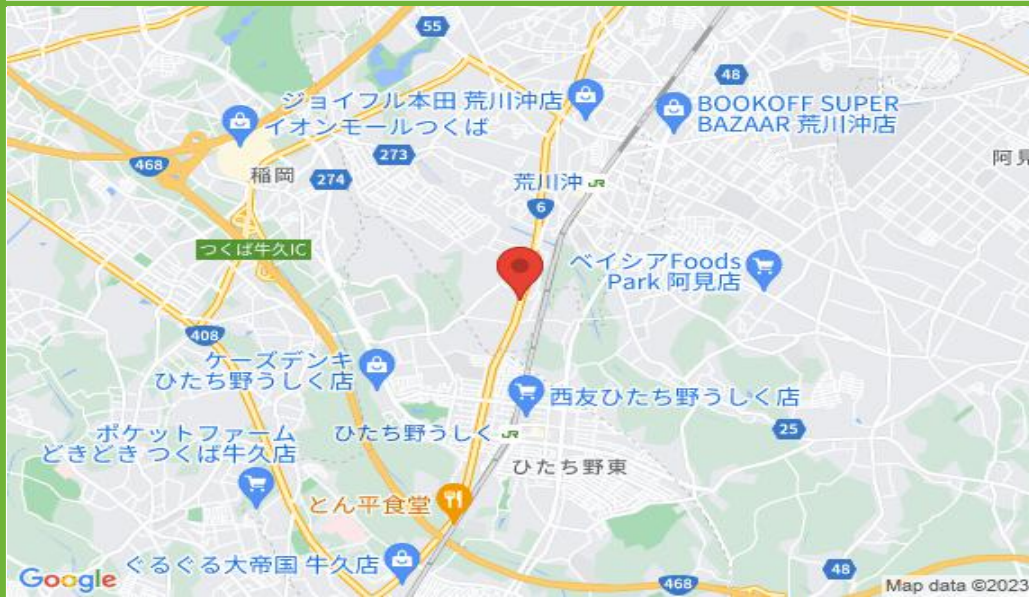 55
48
ジョイフル本田 荒川沖店
BOOKOFF SUPER
BAZAAR 荒川沖店
イオンモールつくば
468
273
阿見
稲岡
274
荒川沖 JR
6
つくば牛久IC
ベイシアFoods
Park 阿見店
23
408
ケーズデンキ
ひたち野うしく店
西友ひたち野うしく店
ポケットファーム
どきどき つくば牛久店
ひたち野うしく JR
25
ひたち野東
とん平食堂
ぐるぐる大帝国 牛久店
48
468
Google
Map data ©2023